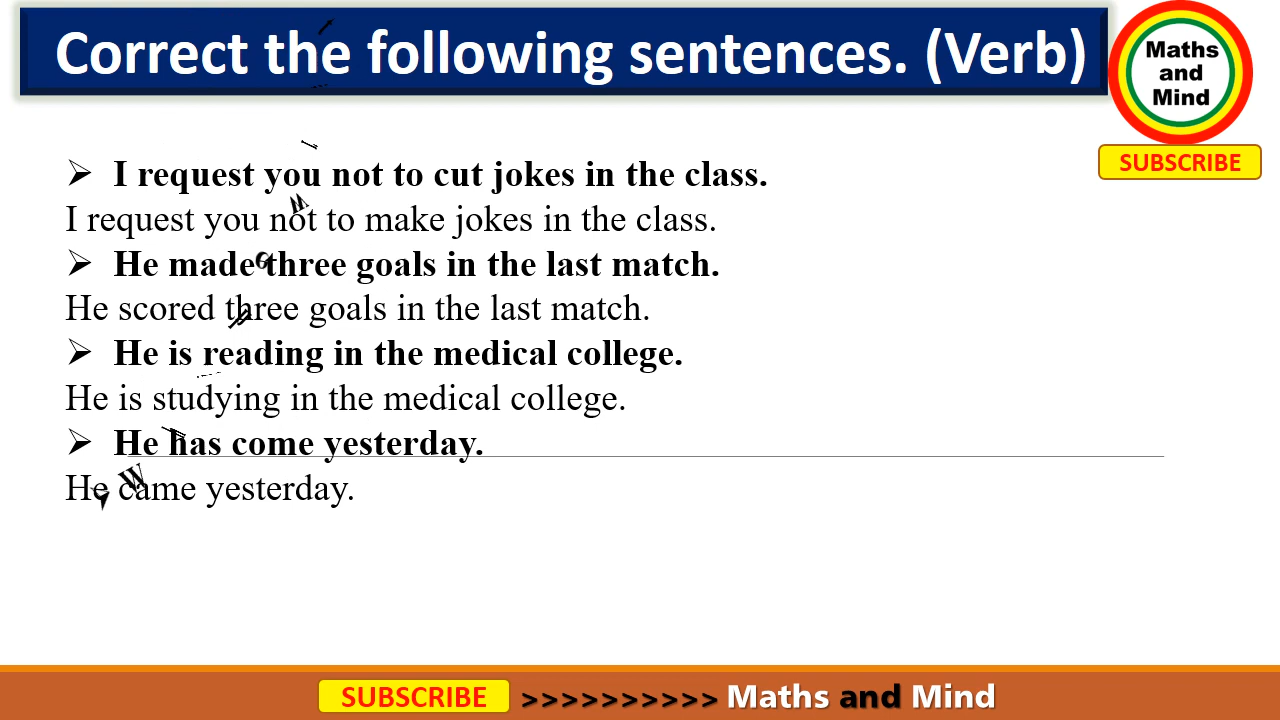 Correct the following sentences. (Verb)
Maths
and
Mind
SUBSCRIBE
➢ I request you not to cut jokes in the class.
I request you not to make jokes in the class.
➢ He made three goals in the last match.
He scored three goals in the last match.
➢ He is reading in the medical college.
He is studying in the medical college.
➢ He has come yesterday.
He came yesterday.
SUBSCRIBE >>>>>>>>>> Maths and Mind